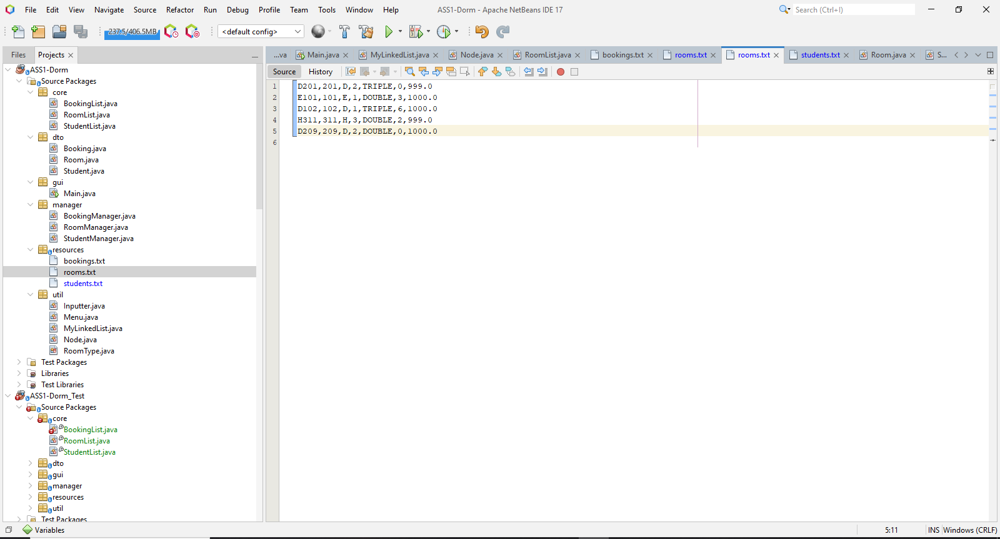 File Edit View Navigate Source Refactor Run Debug Profile Team Tools Window Help
ASS1-Dorm - Apache NetBeans IDE 17
Search (Ctrl+I)
237.5/406.5MB
<default config>
Files Projects
...va Main.java MyLinkedList.java Node.java RoomList.java bookings.txt rooms.txt rooms.txt students.txt Room.java S...
Source History
ASS1-Dorm
Source Packages
core
BookingList.java
RoomList.java
StudentList.java
dto
Booking.java
Room.java
Student.java
gui
Main.java
manager
BookingManager.java
RoomManager.java
StudentManager.java
resources
bookings.txt
rooms.txt
students.txt
util
Inputter.java
Menu.java
MyLinkedList.java
Node.java
RoomType.java
Test Packages
Libraries
Test Libraries
ASS1-Dorm_Test
Source Packages
core
BookingList.java
RoomList.java
StudentList.java
dto
gui
manager
resources
util
Test Packages
1 D201,201,D,2,TRIPLE,0,999.0
2 E101,101,E,1,DOUBLE,3,1000.0
3 D102,102,D,1,TRIPLE,6,1000.0
4 H311,311,H,3,DOUBLE,2,999.0
5 D209,209,D,2,DOUBLE,0,1000.0
6
Variables
5:11 INS Windows (CRLF)